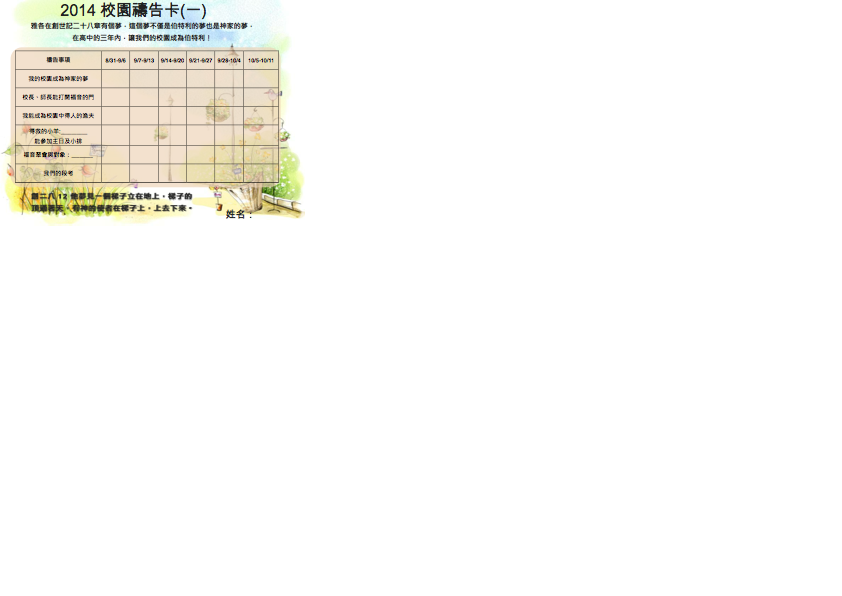 2014 校園禱告卡(一)
雅各在創世記二十八章有個夢，這個夢不僅是伯特利的夢也是神家的夢，
在高中的三年內，讓我們的校園成為伯特利！
禱告事項 8/31-9/6 9/7-9/13 9/14-9/20 9/21-9/27 9/28-10/4 10/5-10/11
我的校園成為神家的夢
校長、師長能打開福音的門
我能成為校園中得人的漁夫
尋我的小羊:________
能參加主日及小排
福音聚會與對象：______
我們的段考
創二八 12 他夢見一個梯子立在地上，梯子的
頂通著天，有神的使者在梯子上，上去下來。
姓名：